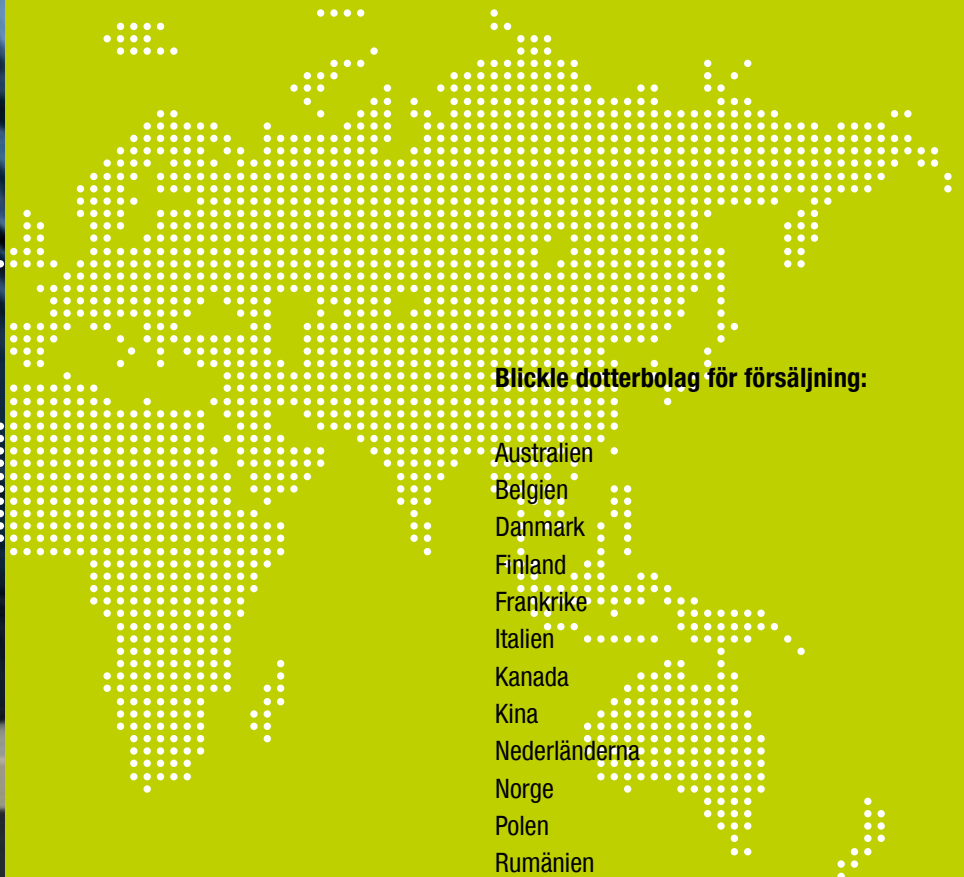 Blickle dotterbolag för försäljning:
Australien
Belgien
Danmark
Finland
Frankrike
Italien
Kanada
Kina
Nederländerna
Norge
Polen
Rumänien